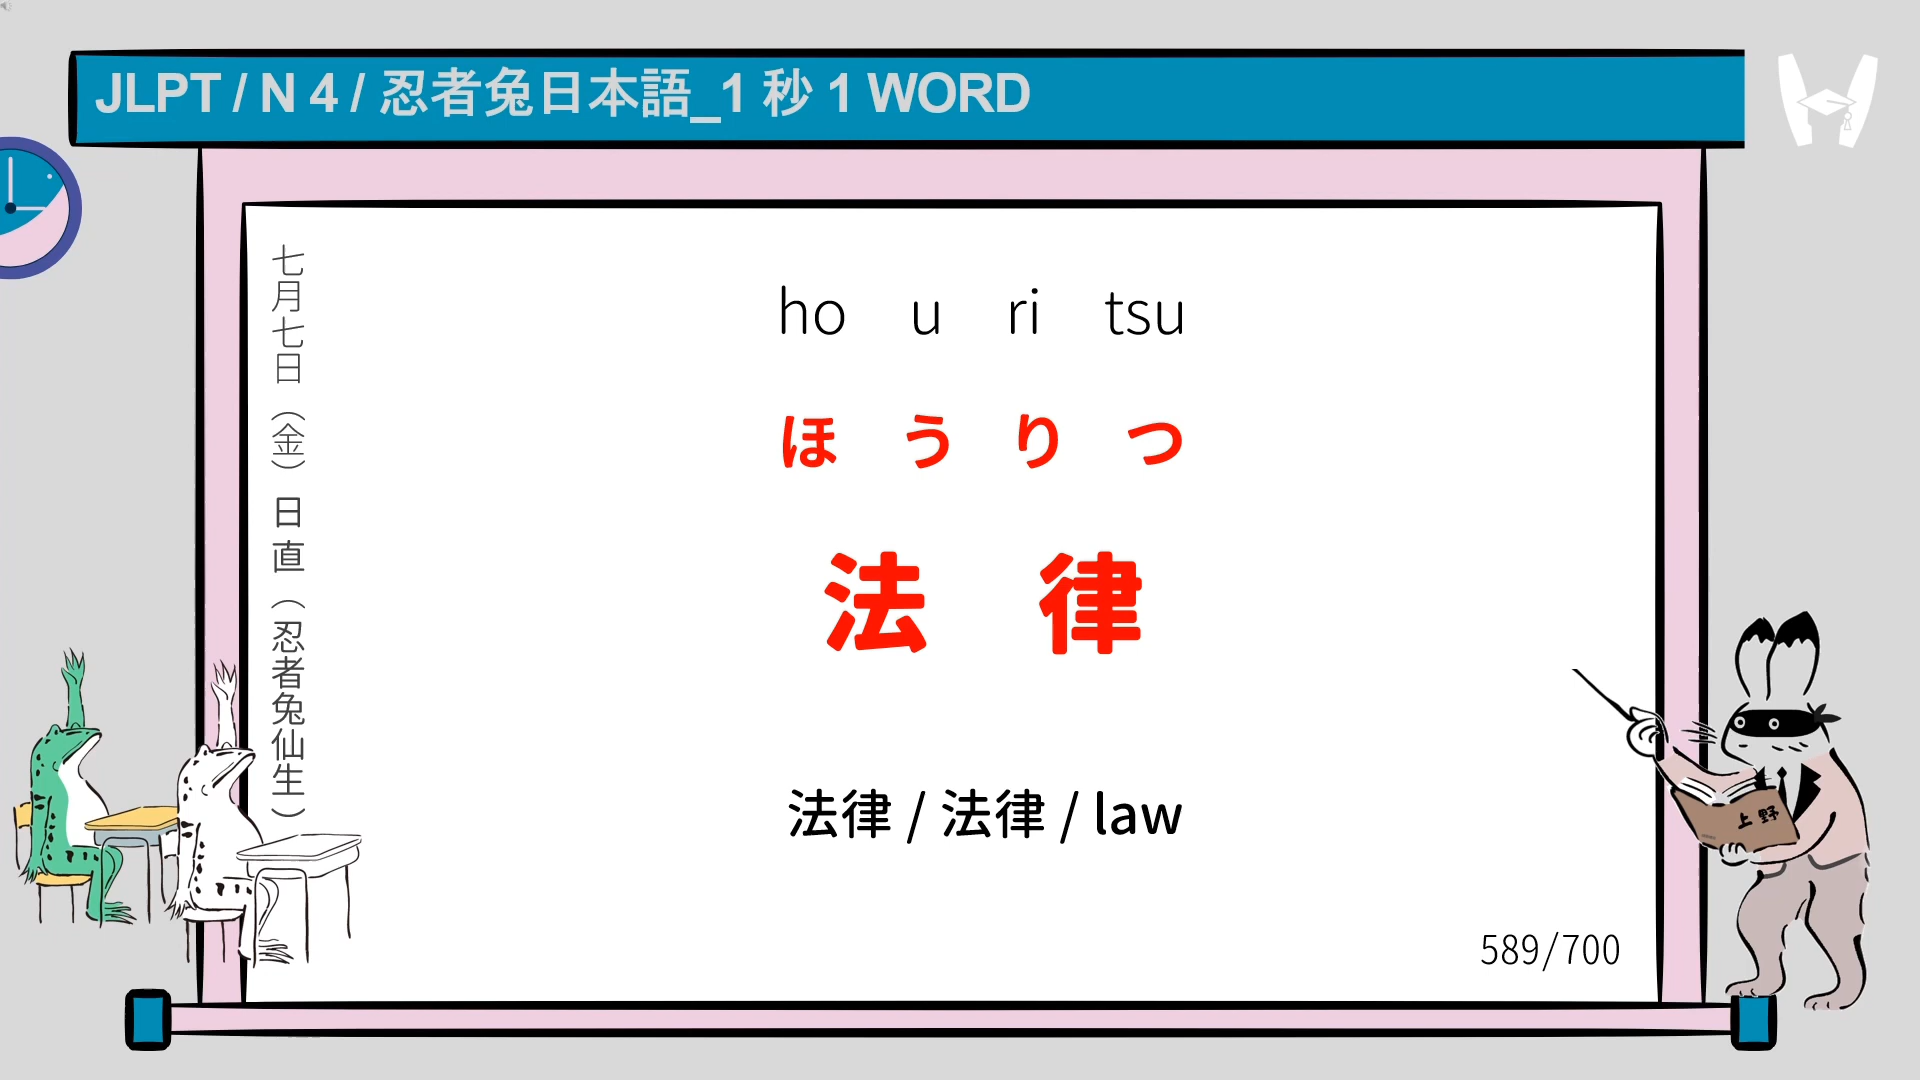 JLPT / N 4 / 忍者兔日本語_1 秒 1 WORD
七月七日（金）日直（忍者兔仙生）
ho u ri tsu
ほ う り つ
法 律
法律 / 法律 / law
上野
589/700